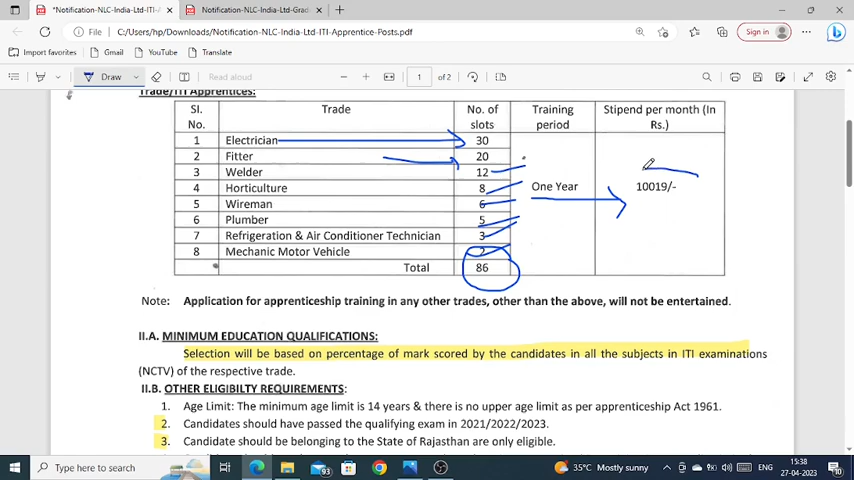 *Notification-NLC-India-Ltd-ITI-A
Notification-NLC-India-Ltd-Grad
File
C:/Users/hp/Downloads/Notification-NLC-India-Ltd-ITI-Apprentice-Posts.pdf
Sign in
Import favorites Gmail YouTube Translate
Draw Read aloud 1 of 2
Trade/ITI Apprentices:
Sl. No. Trade No. of slots Training period Stipend per month (In Rs.)
1 Electrician 30
2 Fitter 20
3 Welder 12
4 Horticulture 8 One Year 10019/-
5 Wireman 6
6 Plumber 5
7 Refrigeration & Air Conditioner Technician 3
8 Mechanic Motor Vehicle 2
Total 86
Note: Application for apprenticeship training in any other trades, other than the above, will not be entertained.
II.A. MINIMUM EDUCATION QUALIFICATIONS:
Selection will be based on percentage of mark scored by the candidates in all the subjects in ITI examinations
(NCTV) of the respective trade.
II.B. OTHER ELIGIBILTY REQUIREMENTS:
1. Age Limit: The minimum age limit is 14 years & there is no upper age limit as per apprenticeship Act 1961.
2. Candidates should have passed the qualifying exam in 2021/2022/2023.
3. Candidate should be belonging to the State of Rajasthan are only eligible.
Type here to search
93
35°C Mostly sunny
ENG
15:38
27-04-2023
10